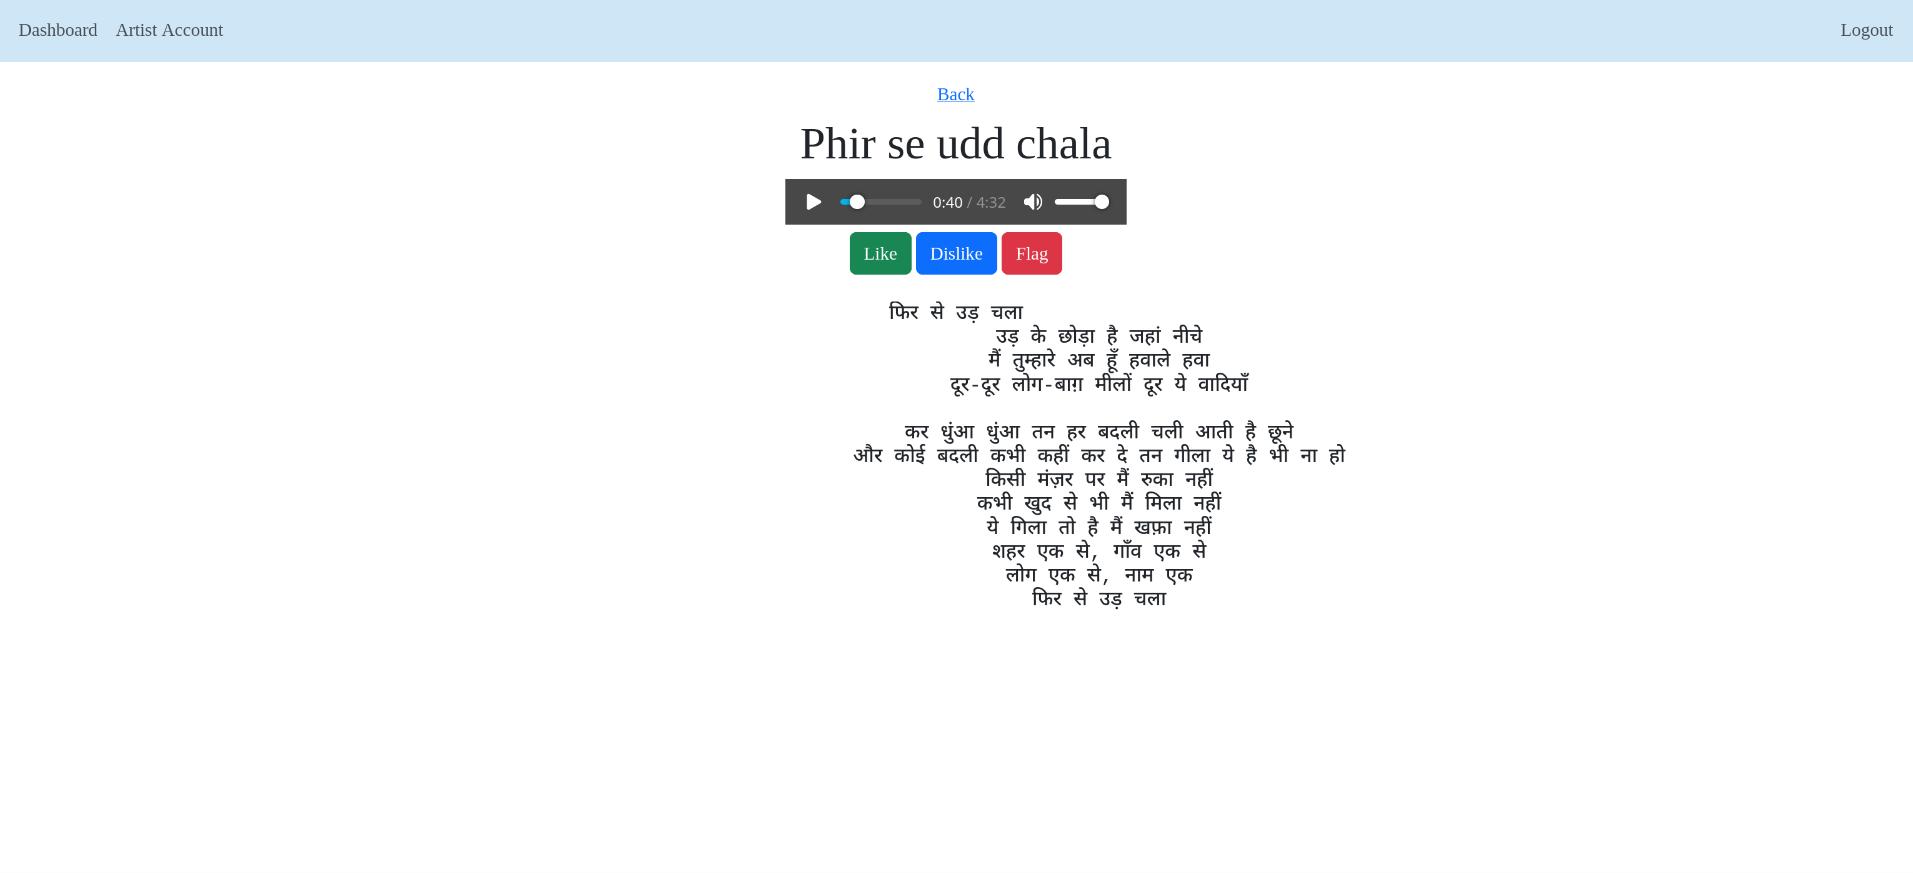 Dashboard Artist Account Logout
Back
Phir se udd chala
0:40 / 4:32
Like Dislike Flag
फिर से उड़ चला
उड़ के छोड़ा है जहां नीचे
मैं तुम्हारे अब हूँ हवाले हवा
दूर-दूर लोग-बाग़ मीलों दूर ये वादियाँ
कर धुंआ धुंआ तन हर बदली चली आती है छूने
और कोई बदली कभी कहीं कर दे तन गीला ये है भी ना हो
किसी मंज़र पर मैं रुका नहीं
कभी खुद से भी मैं मिला नहीं
ये गिला तो है मैं खफ़ा नहीं
शहर एक से, गाँव एक से
लोग एक से, नाम एक
फिर से उड़ चला